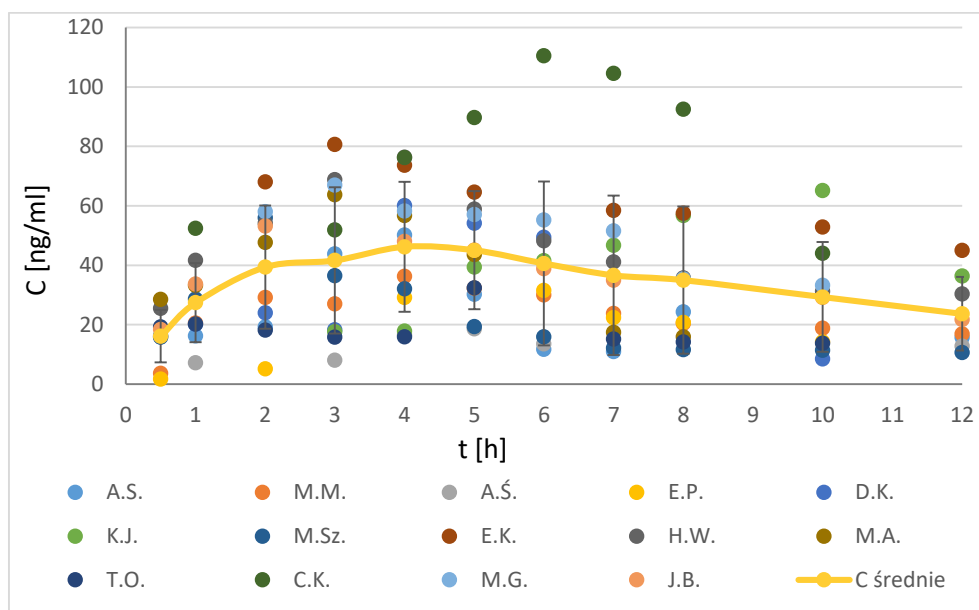 C [ng/ml]
120
100
80
60
40
20
0
0 1 2 3 4 5 6 7 8 9 10 11 12
t [h]
A.S. M.M. A.Ś. E.P. D.K.
K.J. M.Sz. E.K. H.W. M.A.
T.O. C.K. M.G. J.B. C średnie